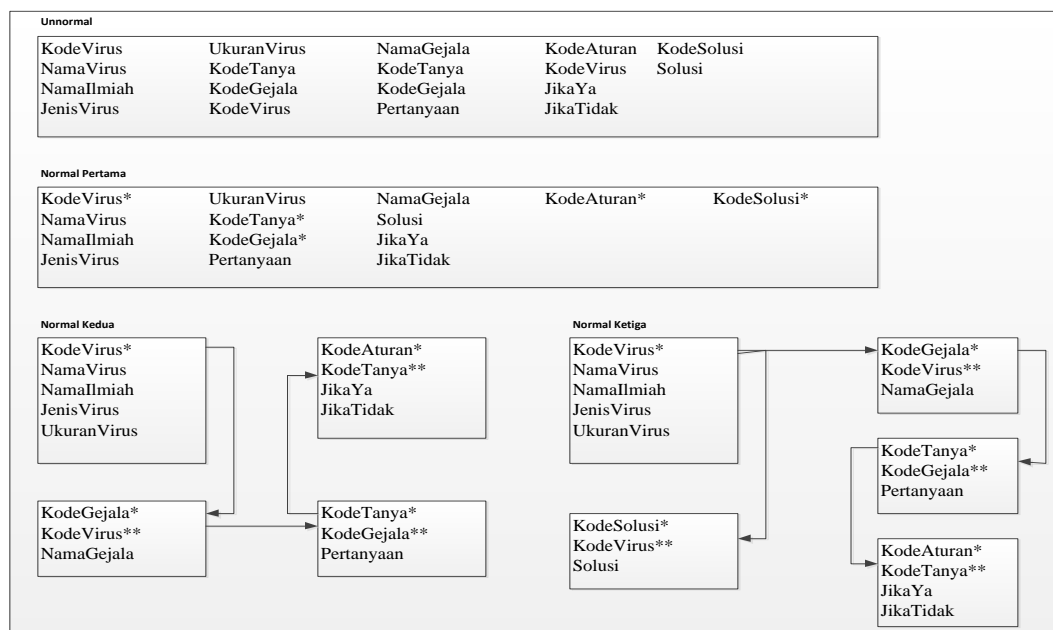 Unnormal
KodeVirus UkuranVirus NamaGejala KodeAturan KodeSolusi
NamaVirus KodeTanya KodeTanya KodeVirus Solusi
NamaIlmiah KodeGejala KodeGejala JikaYa
JenisVirus KodeVirus Pertanyaan JikaTidak
Normal Pertama
KodeVirus* UkuranVirus NamaGejala KodeAturan* KodeSolusi*
NamaVirus KodeTanya* Solusi
NamaIlmiah KodeGejala* JikaYa
JenisVirus Pertanyaan JikaTidak
Normal Kedua
KodeVirus*
NamaVirus
NamaIlmiah
JenisVirus
UkuranVirus
KodeAturan*
KodeTanya**
JikaYa
JikaTidak
KodeGejala*
KodeVirus**
NamaGejala
KodeTanya*
KodeGejala**
Pertanyaan
Normal Ketiga
KodeVirus*
NamaVirus
NamaIlmiah
JenisVirus
UkuranVirus
KodeGejala*
KodeVirus**
NamaGejala
KodeTanya*
KodeGejala**
Pertanyaan
KodeSolusi*
KodeVirus**
Solusi
KodeAturan*
KodeTanya**
JikaYa
JikaTidak